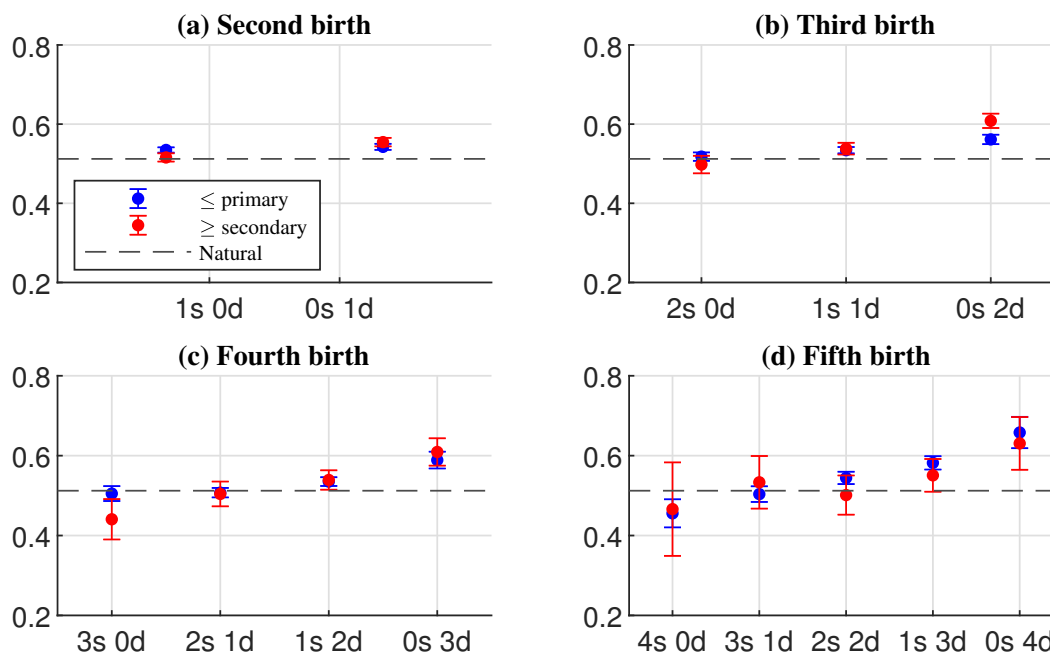 (a) Second birth
0.8
0.6
0.4
0.2
≤ primary
≥ secondary
Natural
1s 0d 0s 1d
(b) Third birth
0.8
0.6
0.4
0.2
2s 0d 1s 1d 0s 2d
(c) Fourth birth
0.8
0.6
0.4
0.2
3s 0d 2s 1d 1s 2d 0s 3d
(d) Fifth birth
0.8
0.6
0.4
0.2
4s 0d 3s 1d 2s 2d 1s 3d 0s 4d